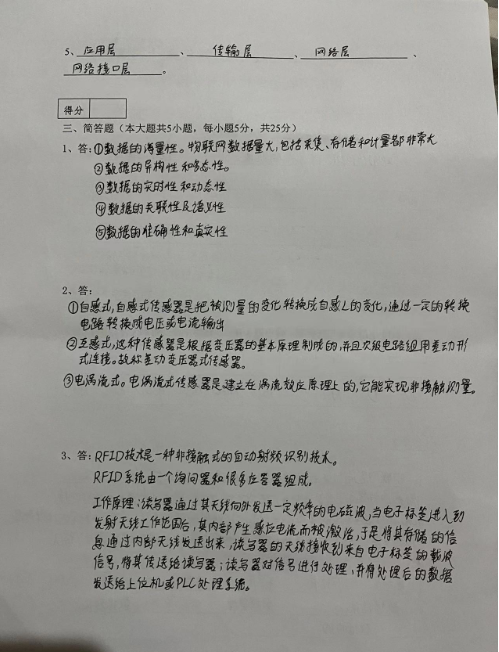 5、应用层、传输层、网络层、
网络接口层。
得分
三、简答题（本大题共5小题，每小题5分，共25分）
1、答:①数据的海量性。物联网数据量大,包括采集、存储和计量都非常大
②数据的异构性和多态性。
③数据的实时性和动态性
④数据的关联性及语义性
⑤数据的准确性和真实性
2、答:
①自感式,自感式传感器是把被测量的变化转换成自感L的变化,通过一定的转换
电路转换成电压或电流输出
②互感式,这种传感器是根据变压器的基本原理制成的,并且次级电路组用差动形
式连接。故称差动变压器式传感器。
③电涡流式。电涡流式传感器是建立在涡流效应原理上的,它能实现非接触测量。
3、答:RFID技术是一种非接触式的自动射频识别技术。
RFID系统由一个询问器和很多应答器组成。
工作原理:读写器通过其天线向外发送一定频率的电磁波,当电子标签进入到
发射天线工作范围后,其内部产生感应电流而被激活,于是将其存储的信
息通过内部天线发送出来,读写器的天线接收到来自电子标签的载波
信号,将其传送给读写器;读写器对信号进行处理,并将处理后的数据
发送给上位机或PLC处理系统。